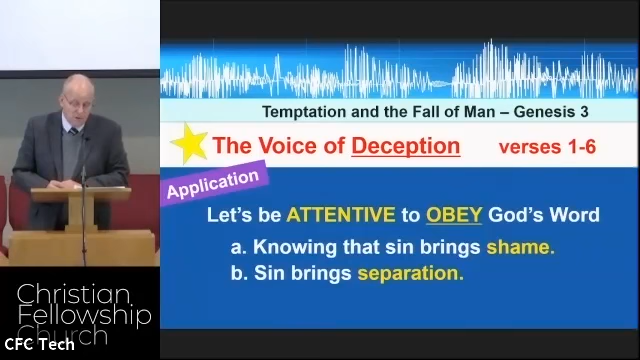 Temptation and the Fall of Man – Genesis 3
The Voice of Deception verses 1-6
Application
Let's be ATTENTIVE to OBEY God's Word
a. Knowing that sin brings shame.
b. Sin brings separation.
Christian
Fellowship
Church
CFC Tech